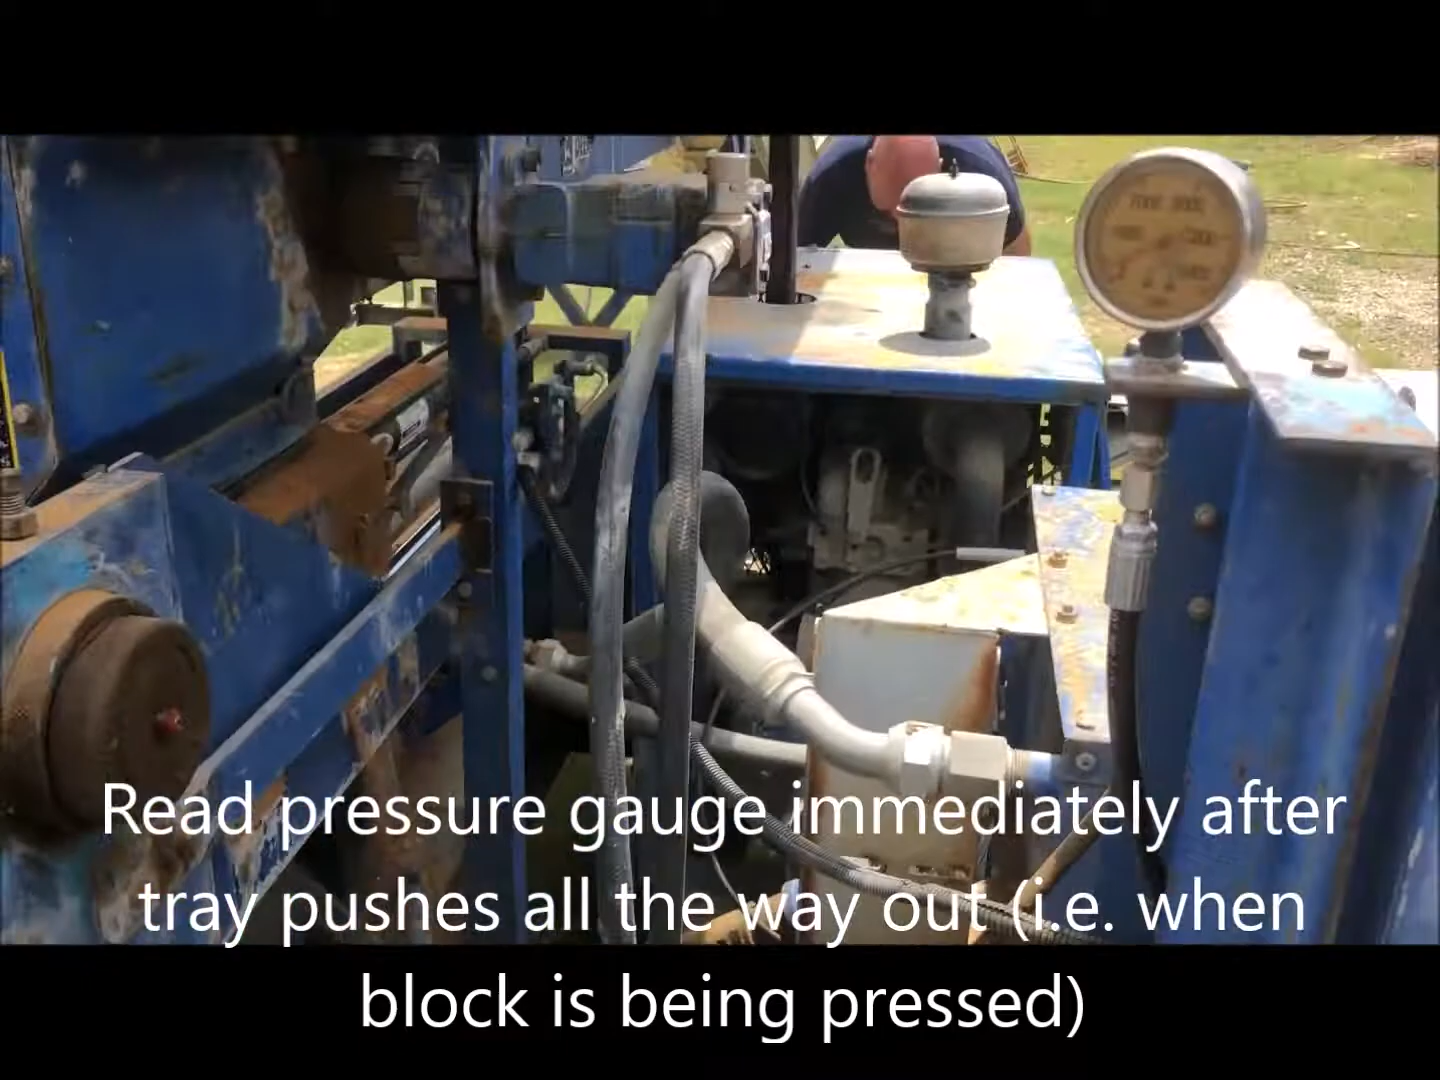 Read pressure gauge immediately after
tray pushes all the way out (i.e. when
block is being pressed)